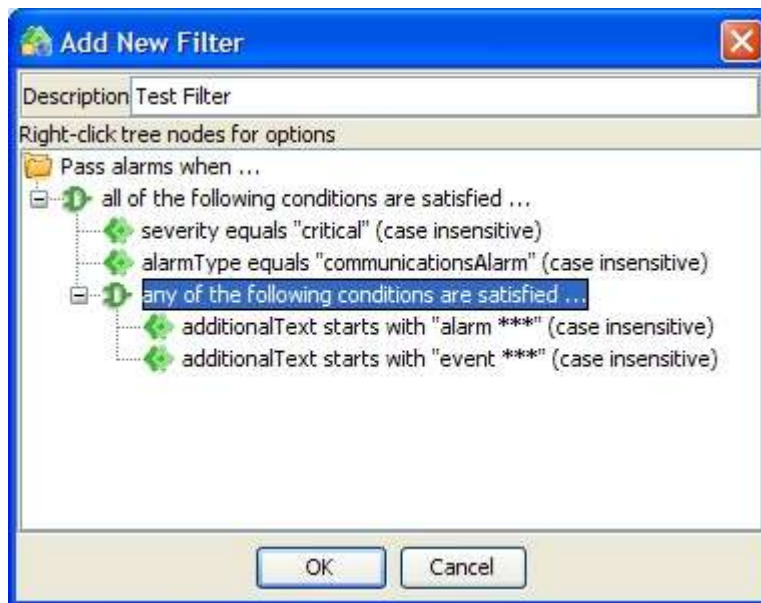 Add New Filter
Description Test Filter
Right-click tree nodes for options
Pass alarms when ...
all of the following conditions are satisfied ...
severity equals "critical" (case insensitive)
alarmType equals "communicationsAlarm" (case insensitive)
any of the following conditions are satisfied ...
additionalText starts with "alarm ***" (case insensitive)
additionalText starts with "event ***" (case insensitive)
OK Cancel